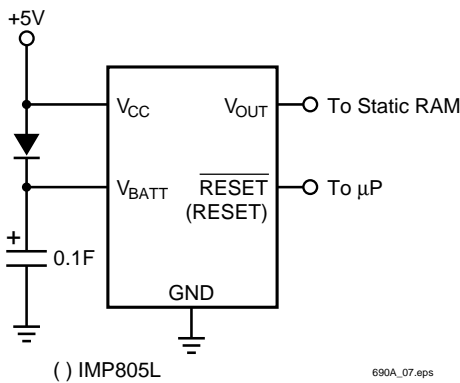 +5V
VCC
VOUT
To Static RAM
VBATT
RESET
To μP
(RESET)
+
0.1F
GND
( ) IMP805L
690A_07.eps